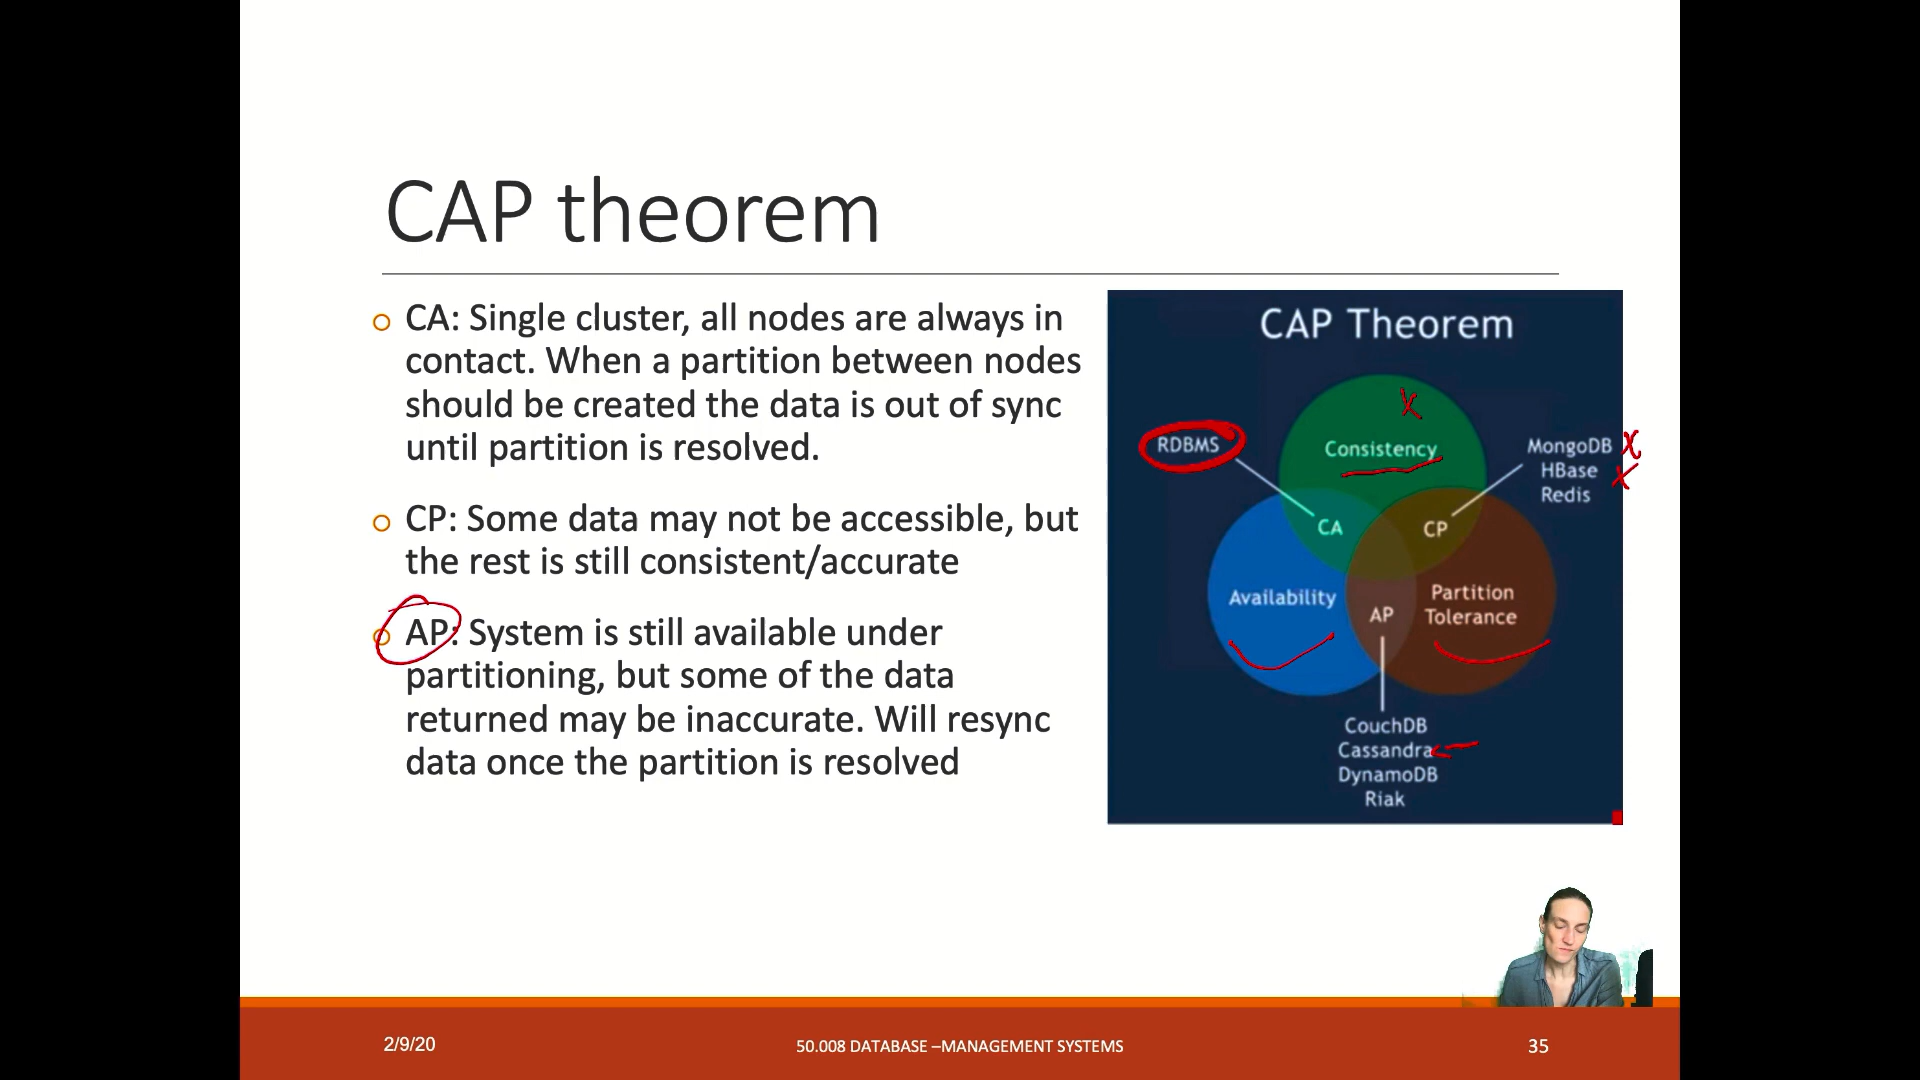 CAP theorem
CA: Single cluster, all nodes are always in
contact. When a partition between nodes
should be created the data is out of sync
until partition is resolved.
CP: Some data may not be accessible, but
the rest is still consistent/accurate
AP: System is still available under
partitioning, but some of the data
returned may be inaccurate. Will resync
data once the partition is resolved
CAP Theorem
RDBMS
Consistency
MongoDB
HBase
Redis
CA
CP
Availability
Partition
Tolerance
AP
CouchDB
Cassandra
DynamoDB
Riak
2/9/20
50.008 DATABASE –MANAGEMENT SYSTEMS
35